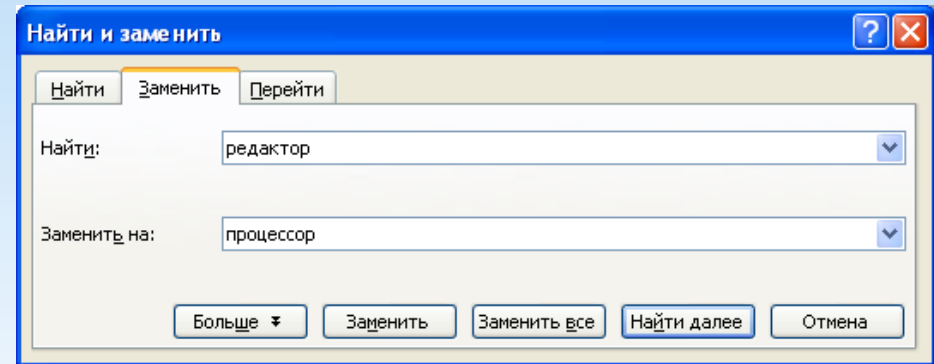 Найти и заменить
Найти Заменить Перейти
Найти: редактор
Заменить на: процессор
Больше Заменить Заменить все Найти далее Отмена